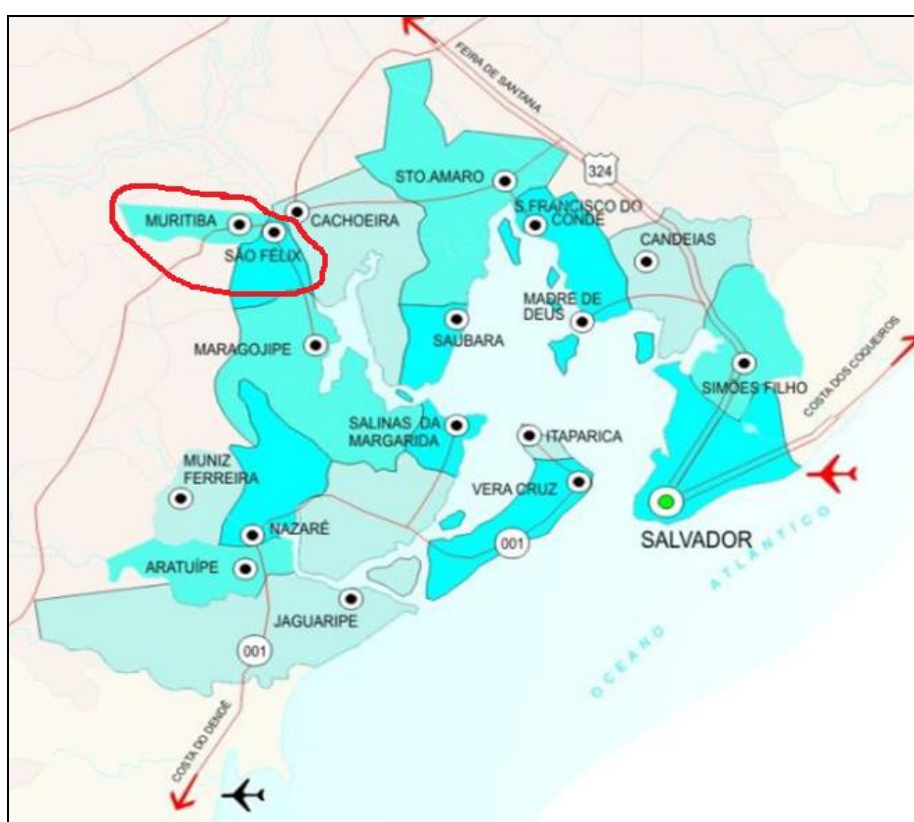 FEIRA DE SANTANA
324
STO.AMARO
S.FRANCISCO DO
CONDE
MURITIBA
CACHOEIRA
SÃO FÉLIX
CANDEIAS
MADRE DE
DEUS
SAUBARA
MARAGOJIPE
COSTA DOS COQUEIROS
SIMÕES FILHO
SALINAS DA
MARGARIDA
ITAPARICA
MUNIZ
FERREIRA
VERA CRUZ
NAZARÉ
SALVADOR
001
ARATUÍPE
JAGUARIPE
OCEANO ATLÂNTICO
001
COSTA DO DENDÊ